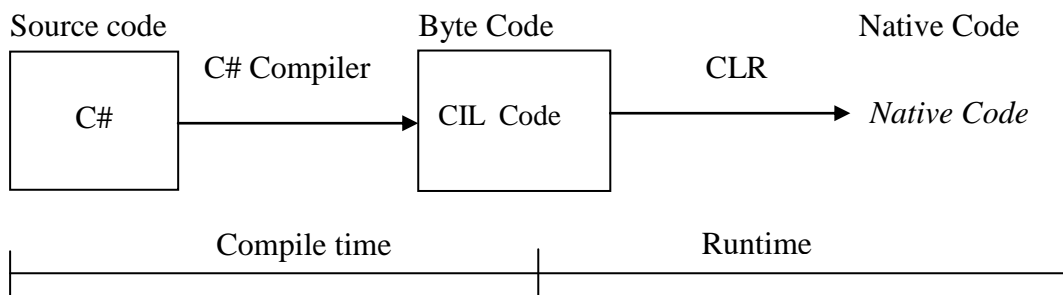 Source code
Byte Code
Native Code
C# Compiler
CLR
C#
CIL Code
Native Code
Compile time
Runtime